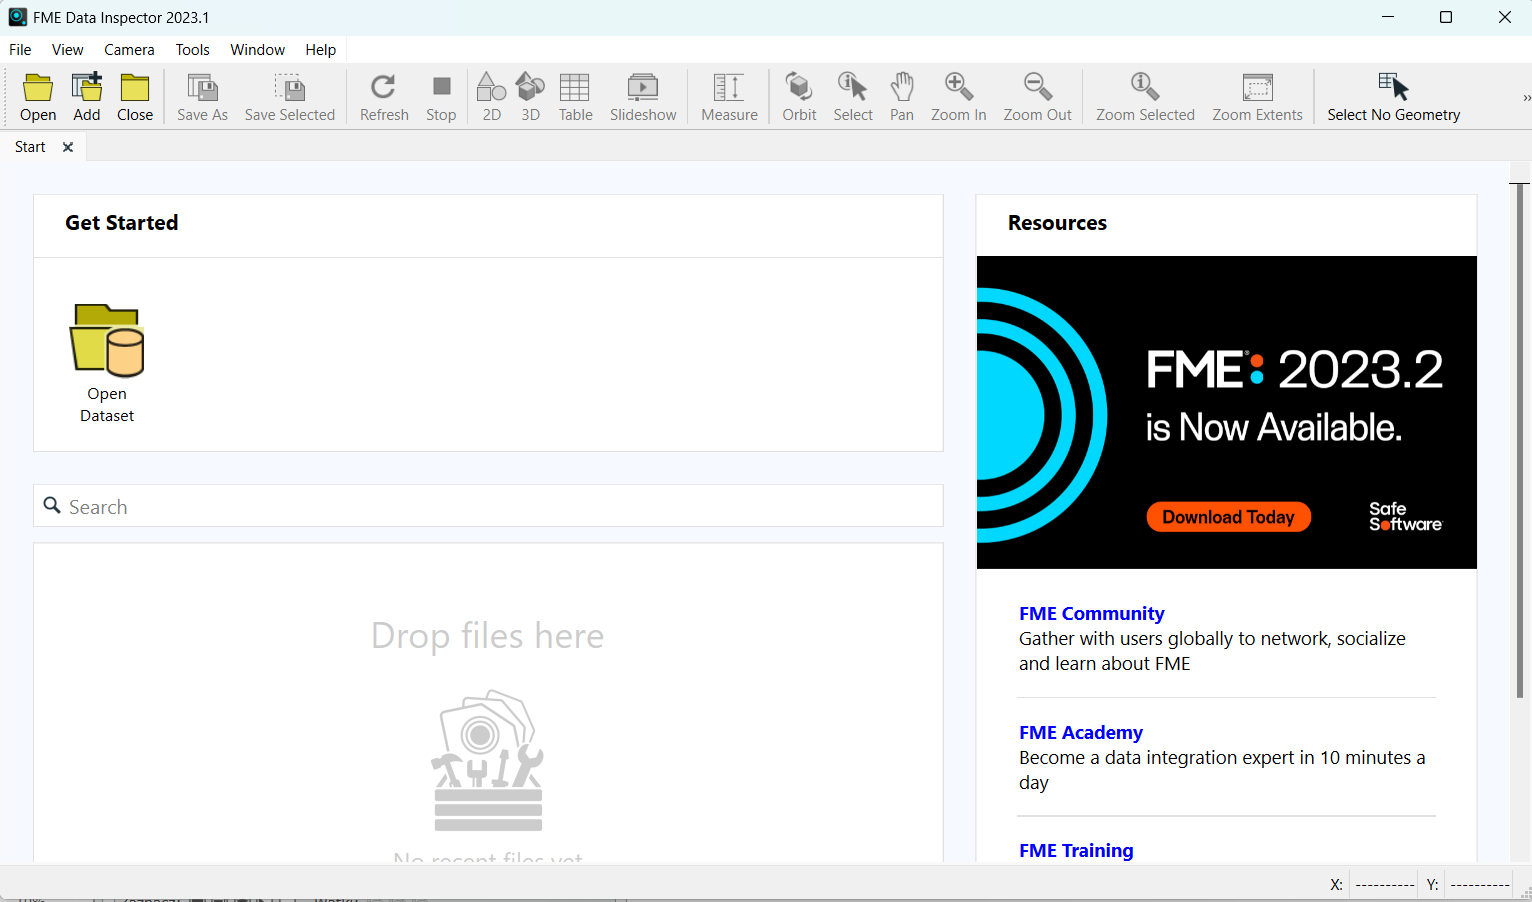 FME Data Inspector 2023.1
File View Camera Tools Window Help
Open Add Close Save As Save Selected Refresh Stop 2D 3D Table Slideshow Measure Orbit Select Pan Zoom In Zoom Out Zoom Selected Zoom Extents Select No Geometry »
Start
Get Started
Open
Dataset
Search
Drop files here
No recent files yet
Resources
FME 2023.2
is Now Available.
Download Today
Safe
Software
FME Community
Gather with users globally to network, socialize
and learn about FME
FME Academy
Become a data integration expert in 10 minutes a
day
FME Training
X: ---------- Y: ----------